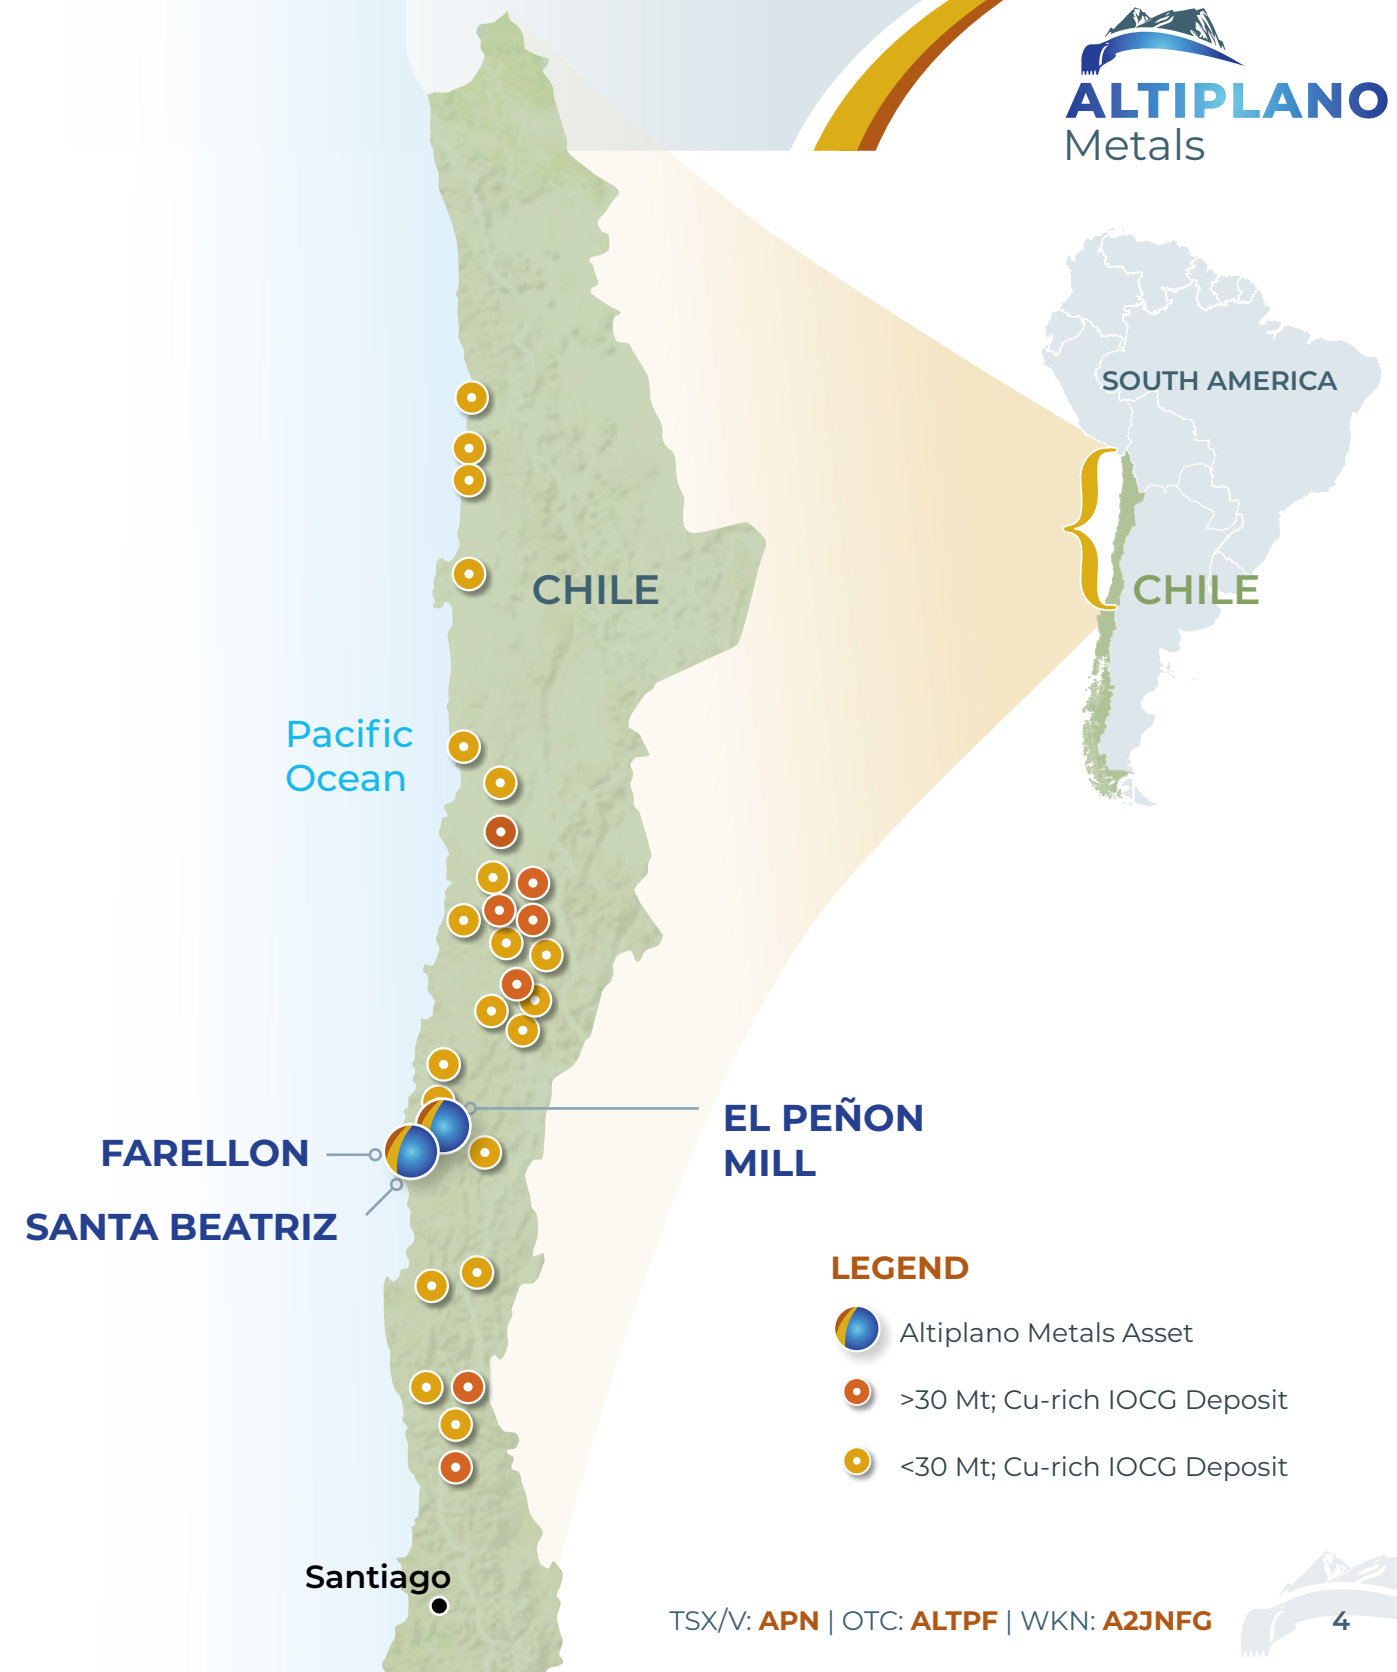 ALTIPLANO
Metals
SOUTH AMERICA
CHILE
CHILE
Pacific
Ocean
EL PEÑON
MILL
FARELLON
SANTA BEATRIZ
LEGEND
Altiplano Metals Asset
>30 Mt; Cu-rich IOCG Deposit
<30 Mt; Cu-rich IOCG Deposit
Santiago
TSX/V: APN | OTC: ALTPF | WKN: A2JNFG
4